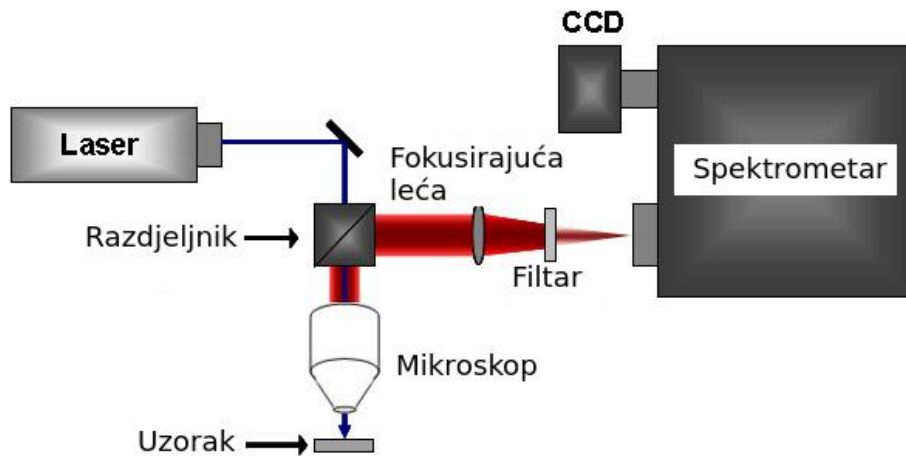 CCD
Laser
Fokusirajuća
leća
Spektrometar
Razdjeljnik
Filtar
Mikroskop
Uzorak